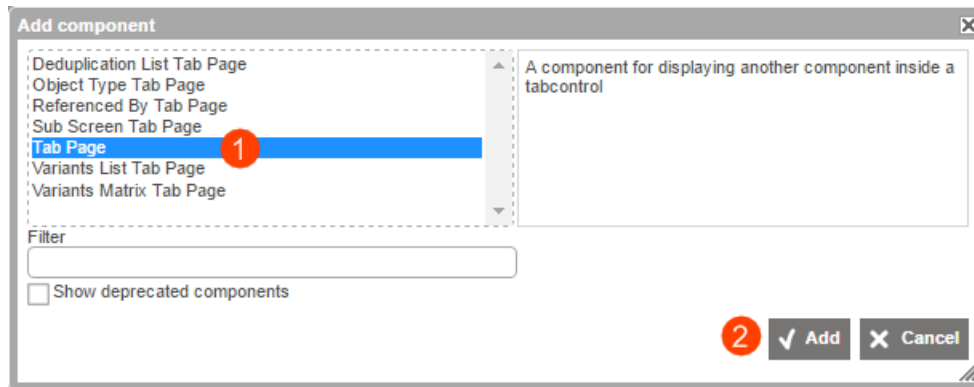 Add component
Deduplication List Tab Page
Object Type Tab Page
Referenced By Tab Page
Sub Screen Tab Page
Tab Page
1
Variants List Tab Page
Variants Matrix Tab Page
A component for displaying another component inside a
tabcontrol
Filter
Show deprecated components
2
Add
Cancel